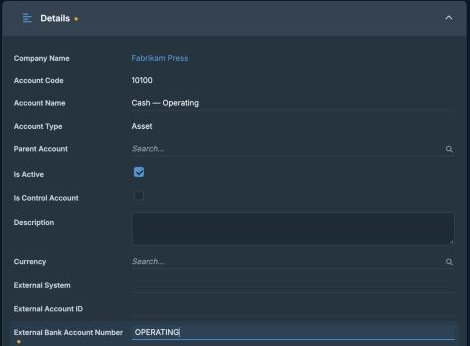 Details
Company Name Fabrikam Press
Account Code 10100
Account Name Cash — Operating
Account Type Asset
Parent Account Search...
Is Active
Is Control Account
Description
Currency Search...
External System
External Account ID
External Bank Account Number OPERATING